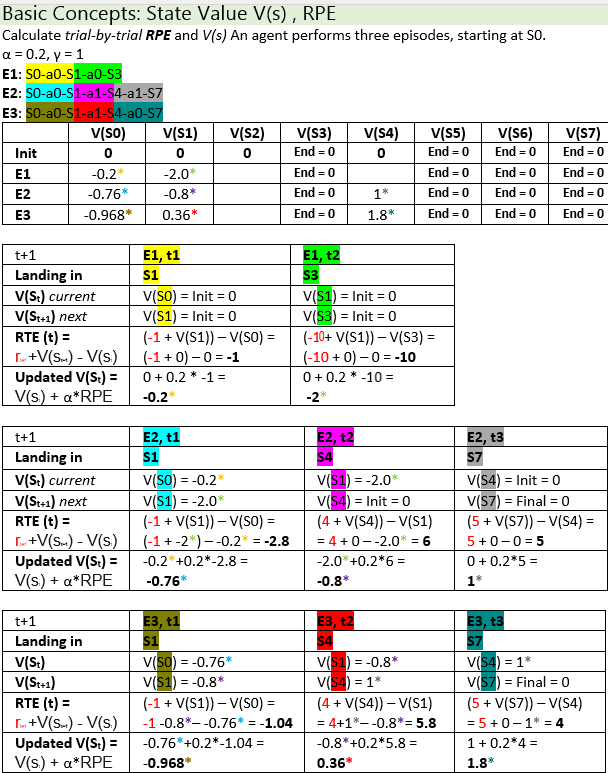 Basic Concepts: State Value V(s) , RPE
Calculate trial-by-trial RPE and V(s) An agent performs three episodes, starting at S0.
α = 0.2, γ = 1
E1: S0-a0-S1-a0-S3
E2: S0-a0-S1-a1-S4-a1-S7
E3: S0-a0-S1-a1-S4-a0-S7
V(S0) V(S1) V(S2) V(S3) V(S4) V(S5) V(S6) V(S7)
Init 0 0 0 End = 0 0 End = 0 End = 0 End = 0
E1 -0.2* -2.0* End = 0 End = 0 End = 0 End = 0
E2 -0.76* -0.8* End = 0 1* End = 0 End = 0 End = 0
E3 -0.968* 0.36* End = 0 1.8* End = 0 End = 0 End = 0
t+1 E1, t1 E1, t2
Landing in S1 S3
V(St) current V(S0) = Init = 0 V(S1) = Init = 0
V(St+1) next V(S1) = Init = 0 V(S3) = Init = 0
RTE (t) = (-1 + V(S1)) – V(S0) = (-10+ V(S1)) – V(S3) =
rt+1+V(St+1) - V(St) (-1 + 0) – 0 = -1 (-10 + 0) – 0 = -10
Updated V(St) = 0 + 0.2 * -1 = 0 + 0.2 * -10 =
V(st) + α*RPE -0.2* -2*
t+1 E2, t1 E2, t2 E2, t3
Landing in S1 S4 S7
V(St) current V(S0) = -0.2* V(S1) = -2.0* V(S4) = Init = 0
V(St+1) next V(S1) = -2.0* V(S4) = Init = 0 V(S7) = Final = 0
RTE (t) = (-1 + V(S1)) – V(S0) = (4 + V(S4)) – V(S1) (5 + V(S7)) – V(S4) =
rt+1+V(St+1) - V(St) (-1 + -2*) – -0.2* = -2.8 = 4 + 0 – -2.0* = 6 5 + 0 – 0 = 5
Updated V(St) = -0.2*+0.2*-2.8 = -2.0*+0.2*6 = 0 + 0.2*5 =
V(st) + α*RPE -0.76* -0.8* 1*
t+1 E3, t1 E3, t2 E3, t3
Landing in S1 S4 S7
V(St) V(S0) = -0.76* V(S1) = -0.8* V(S4) = 1*
V(St+1) V(S1) = -0.8* V(S4) = 1* V(S7) = Final = 0
RTE (t) = (-1 + V(S1)) – V(S0) = (4 + V(S4)) – V(S1) (5 + V(S7)) – V(S4)
rt+1+V(St+1) - V(St) -1 -0.8*– -0.76* = -1.04 = 4+1*– -0.8*= 5.8 = 5 + 0 – 1* = 4
Updated V(St) = -0.76*+0.2*-1.04 = -0.8*+0.2*5.8 = 1 + 0.2*4 =
V(st) + α*RPE -0.968* 0.36* 1.8*